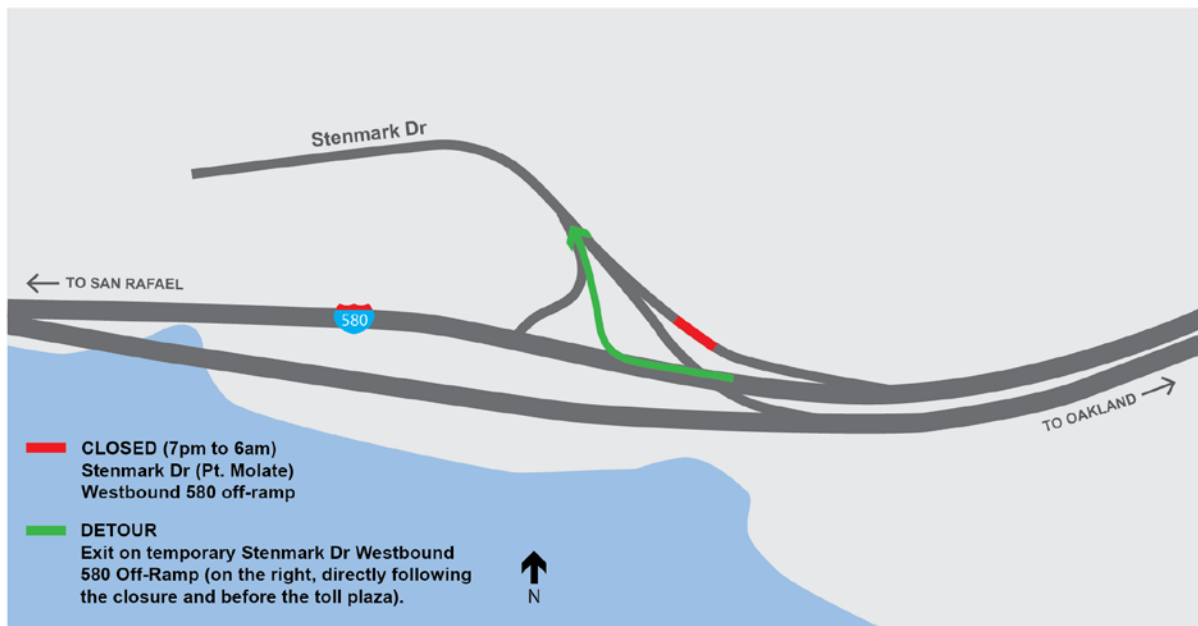 Stenmark Dr
TO SAN RAFAEL
580
TO OAKLAND
CLOSED (7pm to 6am)
Stenmark Dr (Pt. Molate)
Westbound 580 off-ramp
DETOUR
Exit on temporary Stenmark Dr Westbound
580 Off-Ramp (on the right, directly following
the closure and before the toll plaza).
N